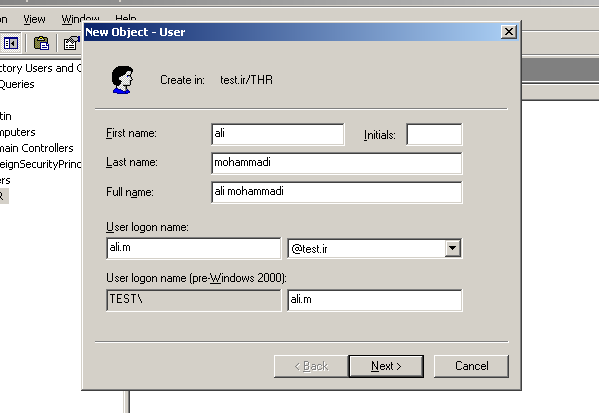 on View Window Help
New Object - User
ctory Users and C
Queries
Create in: test.ir/THR
tin
mputers
main Controllers
reignSecurityPrinc
ers
R
First name: ali Initials:
Last name: mohammadi
Full name: ali mohammadi
User logon name:
ali.m @test.ir
User logon name (pre-Windows 2000):
TEST\ ali.m
< Back Next > Cancel